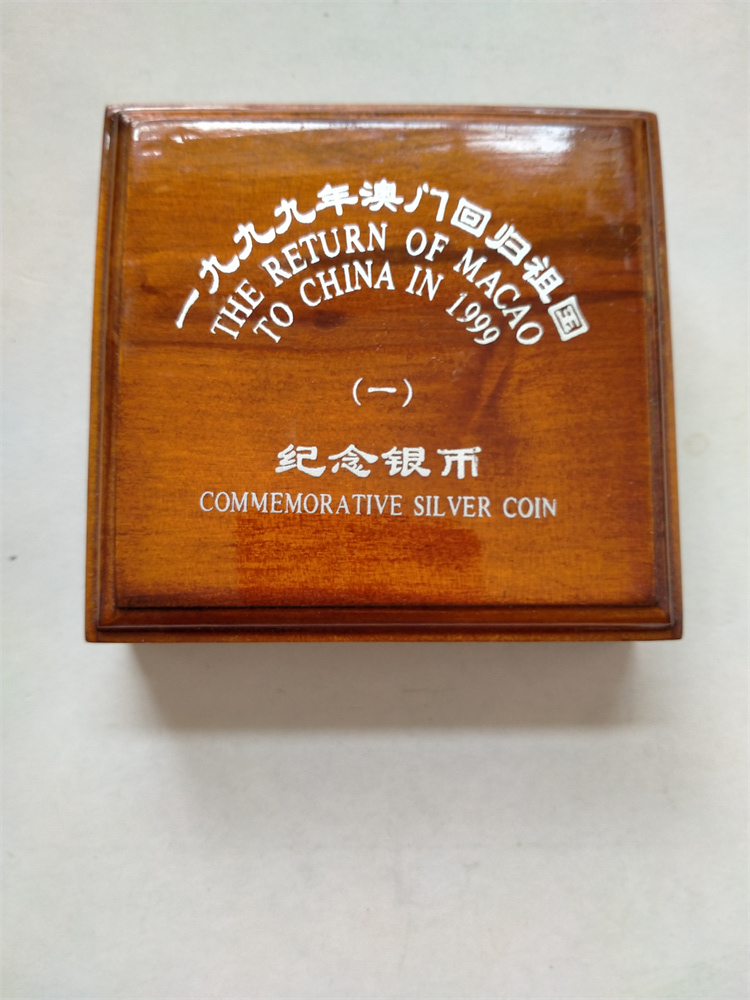 一九九九年澳门回归祖国
THE RETURN OF MACAO
TO CHINA IN 1999
(一)
纪念银币
COMMEMORATIVE SILVER COIN